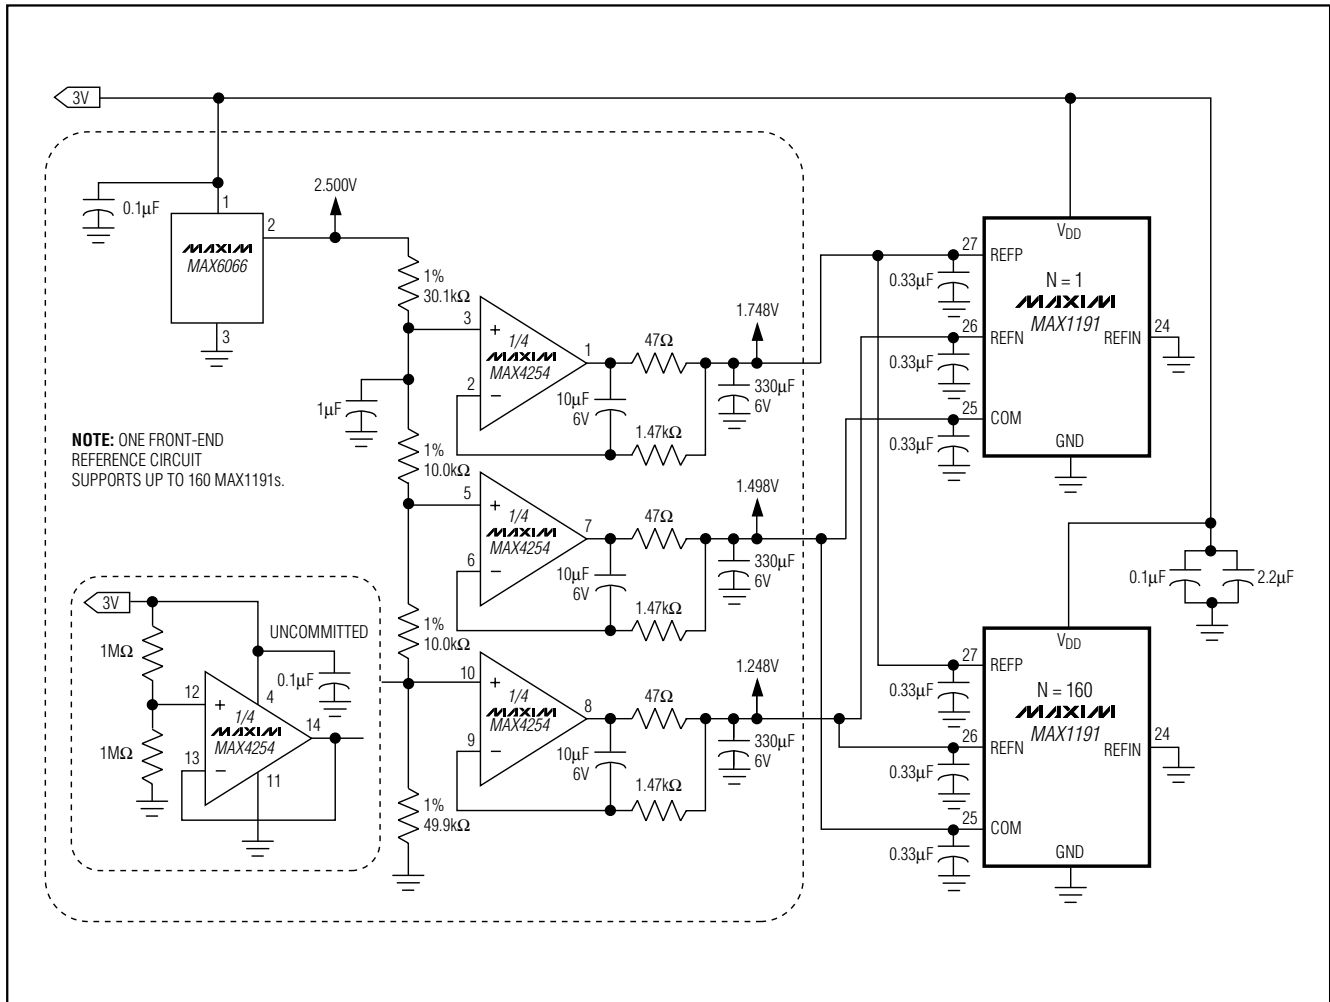 3V
0.1µF
1
2
2.500V
MAXIM
MAX6066
3
1%
30.1kΩ
1µF
1%
10.0kΩ
1%
10.0kΩ
1%
49.9kΩ
NOTE: ONE FRONT-END
REFERENCE CIRCUIT
SUPPORTS UP TO 160 MAX1191s.
3V
1MΩ
1MΩ
UNCOMMITTED
0.1µF
12
+
4
1/4
MAXIM
MAX4254
14
13
−
11
3
+
1/4
MAXIM
MAX4254
1
2
−
47Ω
10µF
6V
1.47kΩ
1.748V
330µF
6V
5
+
1/4
MAXIM
MAX4254
7
6
−
47Ω
10µF
6V
1.47kΩ
1.498V
330µF
6V
10
+
1/4
MAXIM
MAX4254
8
9
−
47Ω
10µF
6V
1.47kΩ
1.248V
330µF
6V
VDD
27
REFP
0.33µF
N = 1
MAXIM
MAX1191
26
REFN
0.33µF
24
REFIN
25
COM
0.33µF
GND
0.1µF
2.2µF
VDD
27
REFP
0.33µF
N = 160
MAXIM
MAX1191
26
REFN
0.33µF
24
REFIN
25
COM
0.33µF
GND